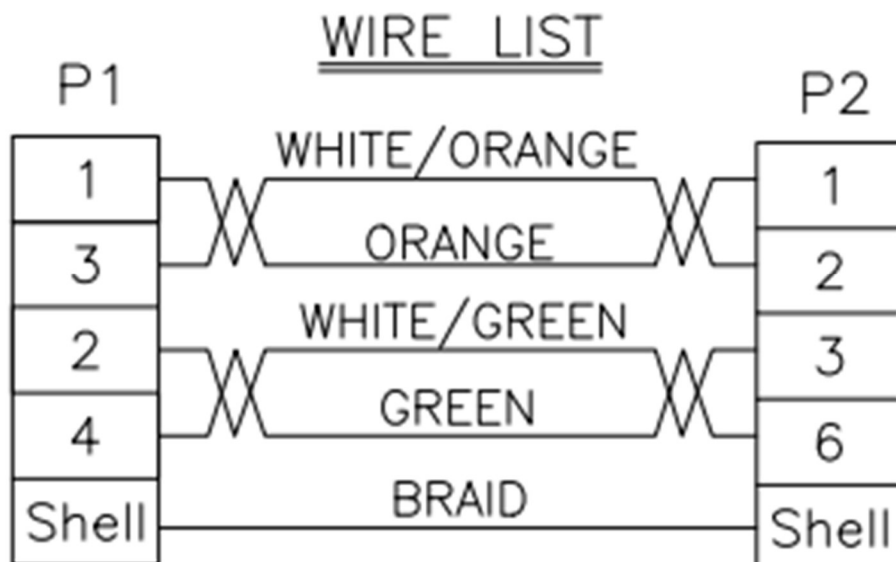 WIRE LIST
P1
P2
1 WHITE/ORANGE 1
3 ORANGE 2
2 WHITE/GREEN 3
4 GREEN 6
Shell BRAID Shell